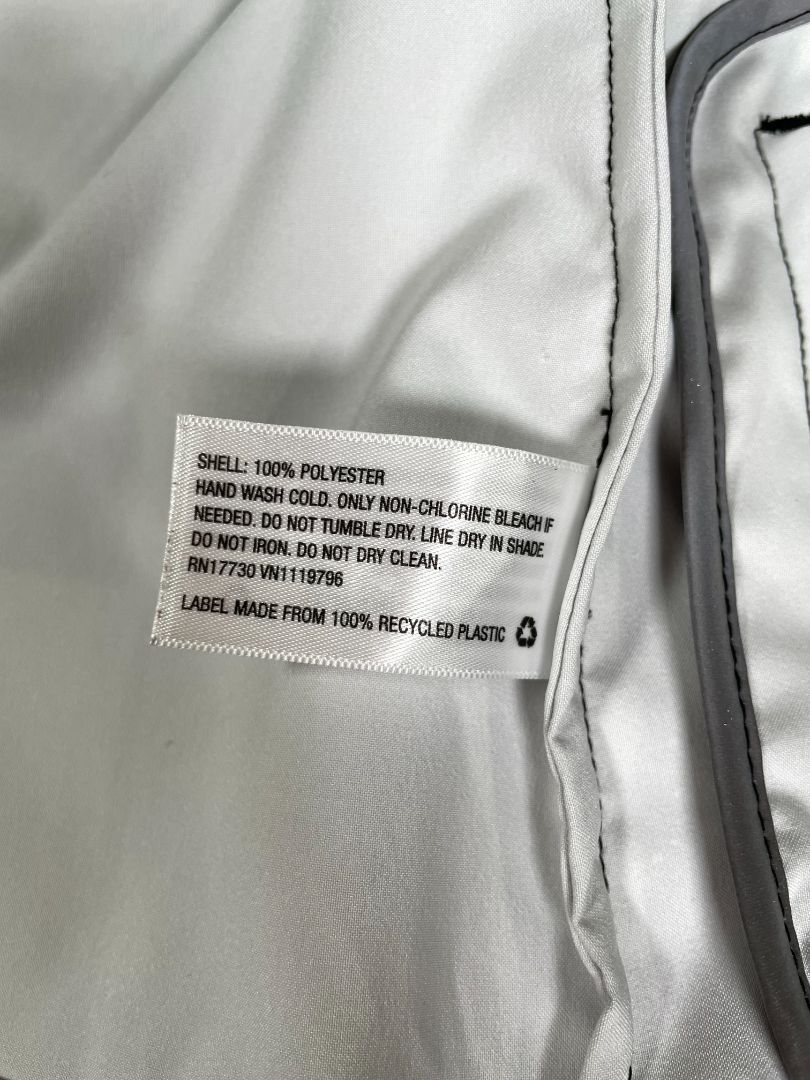 SHELL: 100% POLYESTER
HAND WASH COLD. ONLY NON-CHLORINE BLEACH IF
NEEDED. DO NOT TUMBLE DRY. LINE DRY IN SHADE
DO NOT IRON. DO NOT DRY CLEAN.
RN17730 VN1119796
LABEL MADE FROM 100% RECYCLED PLASTIC